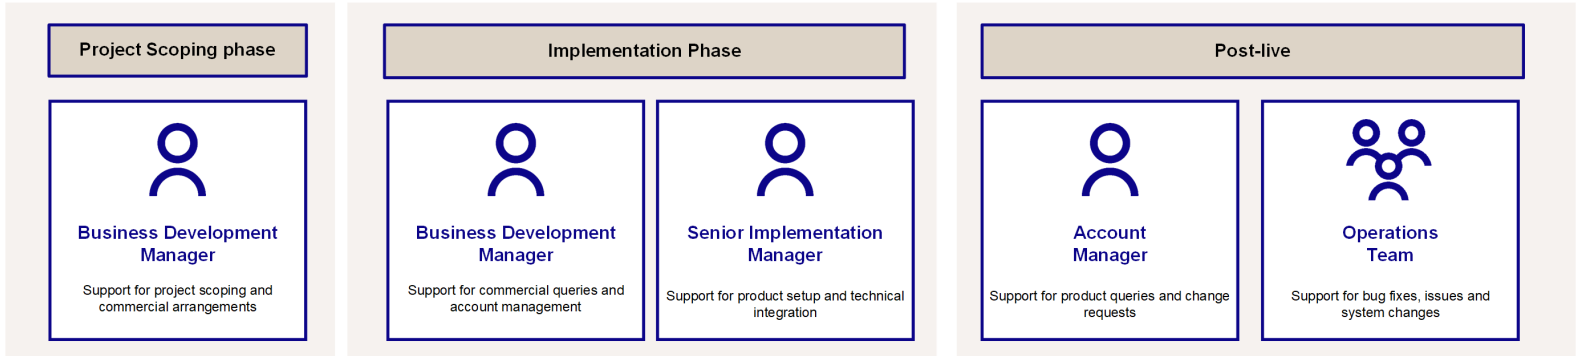 Project Scoping phase
Business Development
Manager
Support for project scoping and
commercial arrangements
Implementation Phase
Business Development
Manager
Support for commercial queries and
account management
Senior Implementation
Manager
Support for product setup and technical
integration
Post-live
Account
Manager
Support for product queries and change
requests
Operations
Team
Support for bug fixes, issues and
system changes